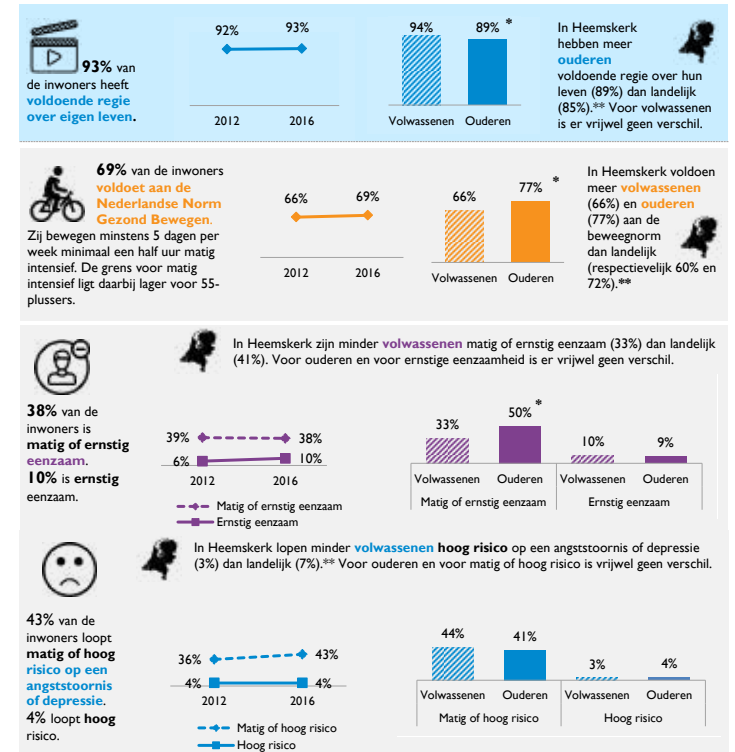 93% van
de inwoners heeft
voldoende regie
over eigen leven.
92%
93%
2012
2016
94%
89% *
Volwassenen
Ouderen
In Heemskerk
hebben meer
ouderen
voldoende regie over hun
leven (89%) dan landelijk
(85%).** Voor volwassenen
is er vrijwel geen verschil.
69% van de inwoners
voldoet aan de
Nederlandse Norm
Gezond Bewegen.
Zij bewegen minstens 5 dagen per
week minimaal een half uur matig
intensief. De grens voor matig
intensief ligt daarbij lager voor 55-
plussers.
66%
69%
2012
2016
66%
77% *
Volwassenen
Ouderen
In Heemskerk voldoen
meer volwassenen
(66%) en ouderen
(77%) aan de
beweegnorm
dan landelijk
(respectievelijk 60% en
72%).**
In Heemskerk zijn minder volwassenen matig of ernstig eenzaam (33%) dan landelijk
(41%). Voor ouderen en voor ernstige eenzaamheid is er vrijwel geen verschil.
38% van de
inwoners is
matig of ernstig
eenzaam.
10% is ernstig
eenzaam.
39%
38%
6%
10%
2012
2016
Matig of ernstig eenzaam
Ernstig eenzaam
33%
50% *
10%
9%
Volwassenen
Ouderen
Volwassenen
Ouderen
Matig of ernstig eenzaam
Ernstig eenzaam
In Heemskerk lopen minder volwassenen hoog risico op een angststoornis of depressie
(3%) dan landelijk (7%).** Voor ouderen en voor matig of hoog risico is vrijwel geen verschil.
43% van de
inwoners loopt
matig of hoog
risico op een
angststoornis
of depressie.
4% loopt hoog
risico.
36%
43%
4%
4%
2012
2016
Matig of hoog risico
Hoog risico
44%
41%
3%
4%
Volwassenen
Ouderen
Volwassenen
Ouderen
Matig of hoog risico
Hoog risico